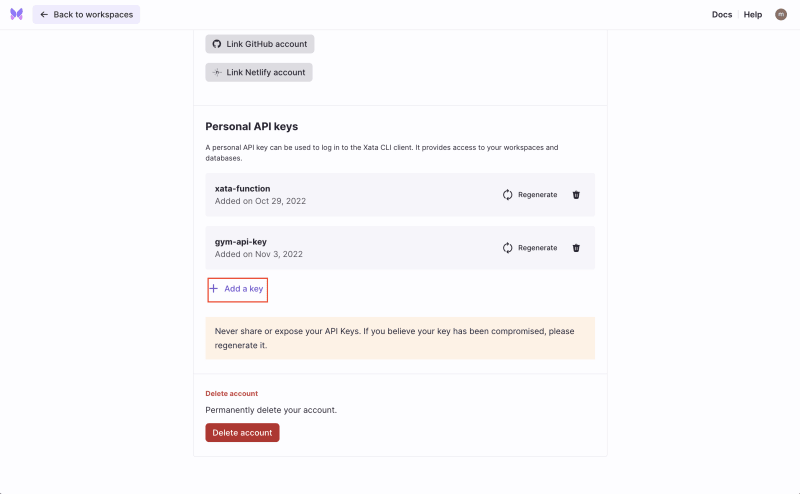 Back to workspaces
Docs
Help
m
Link GitHub account
Link Netlify account
Personal API keys
A personal API key can be used to log in to the Xata CLI client. It provides access to your workspaces and
databases.
xata-function
Added on Oct 29, 2022
Regenerate
gym-api-key
Added on Nov 3, 2022
Regenerate
Add a key
Never share or expose your API Keys. If you believe your key has been compromised, please
regenerate it.
Delete account
Permanently delete your account.
Delete account